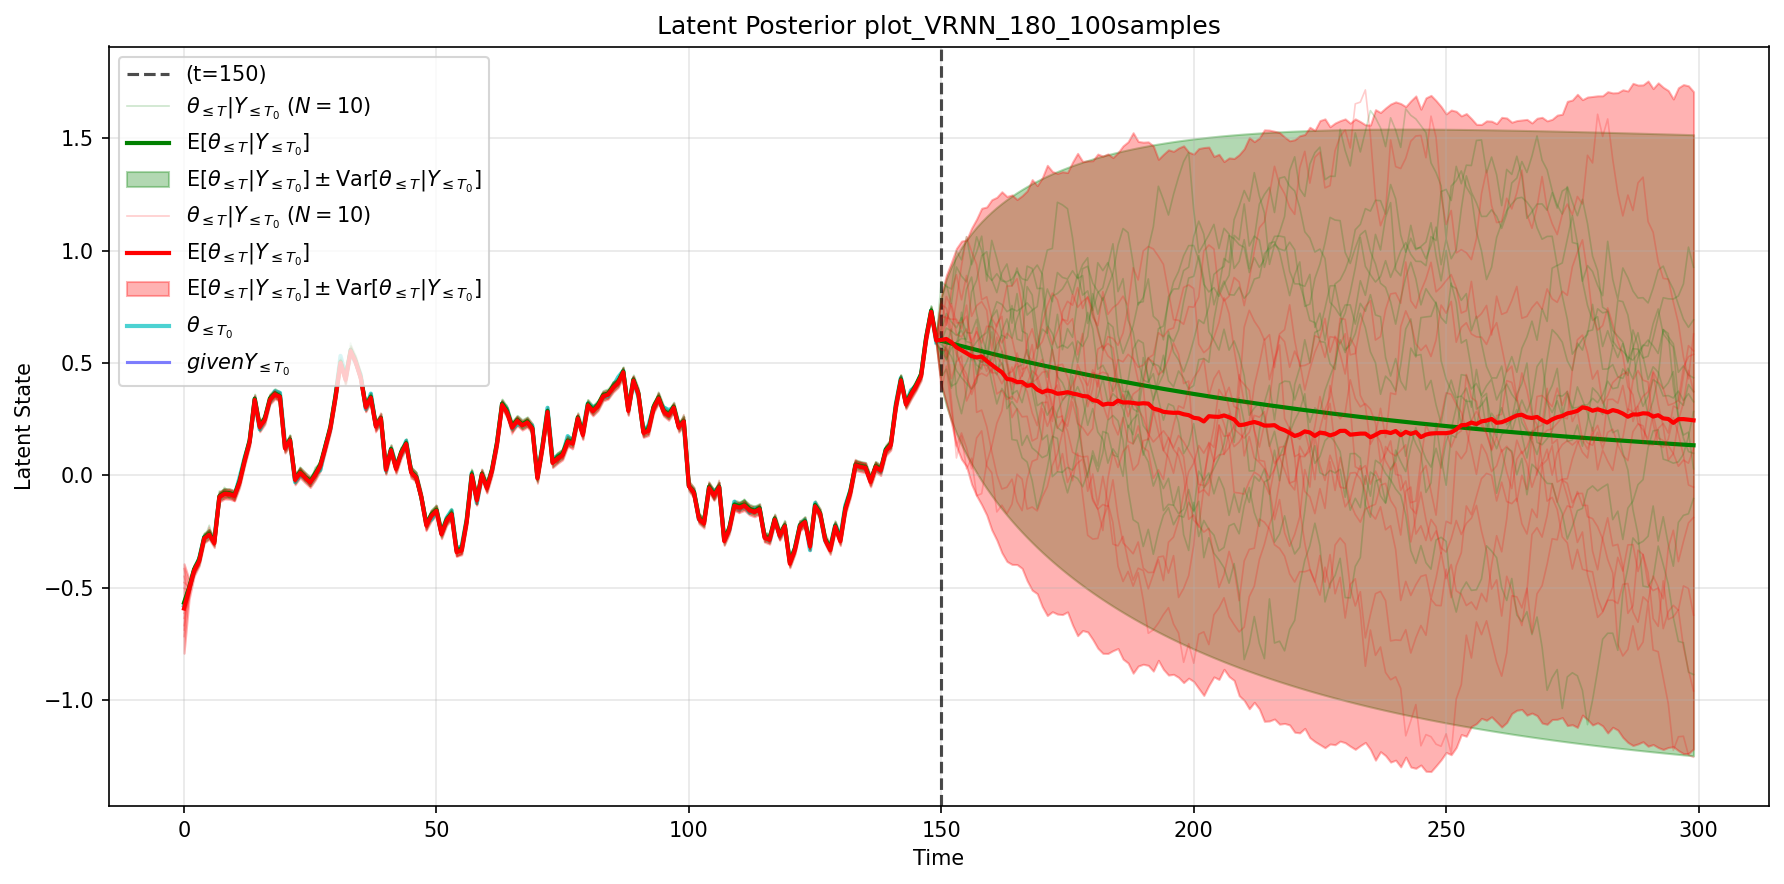 Latent Posterior plot_VRNN_180_100samples
(t=150)
θ≤T|Y≤T₀ (N = 10)
E[θ≤T|Y≤T₀]
E[θ≤T|Y≤T₀] ± Var[θ≤T|Y≤T₀]
θ≤T|Y≤T₀ (N = 10)
E[θ≤T|Y≤T₀]
E[θ≤T|Y≤T₀] ± Var[θ≤T|Y≤T₀]
θ≤T₀
givenY≤T₀
Latent State
1.5
1.0
0.5
0.0
−0.5
−1.0
0 50 100 150 200 250 300
Time